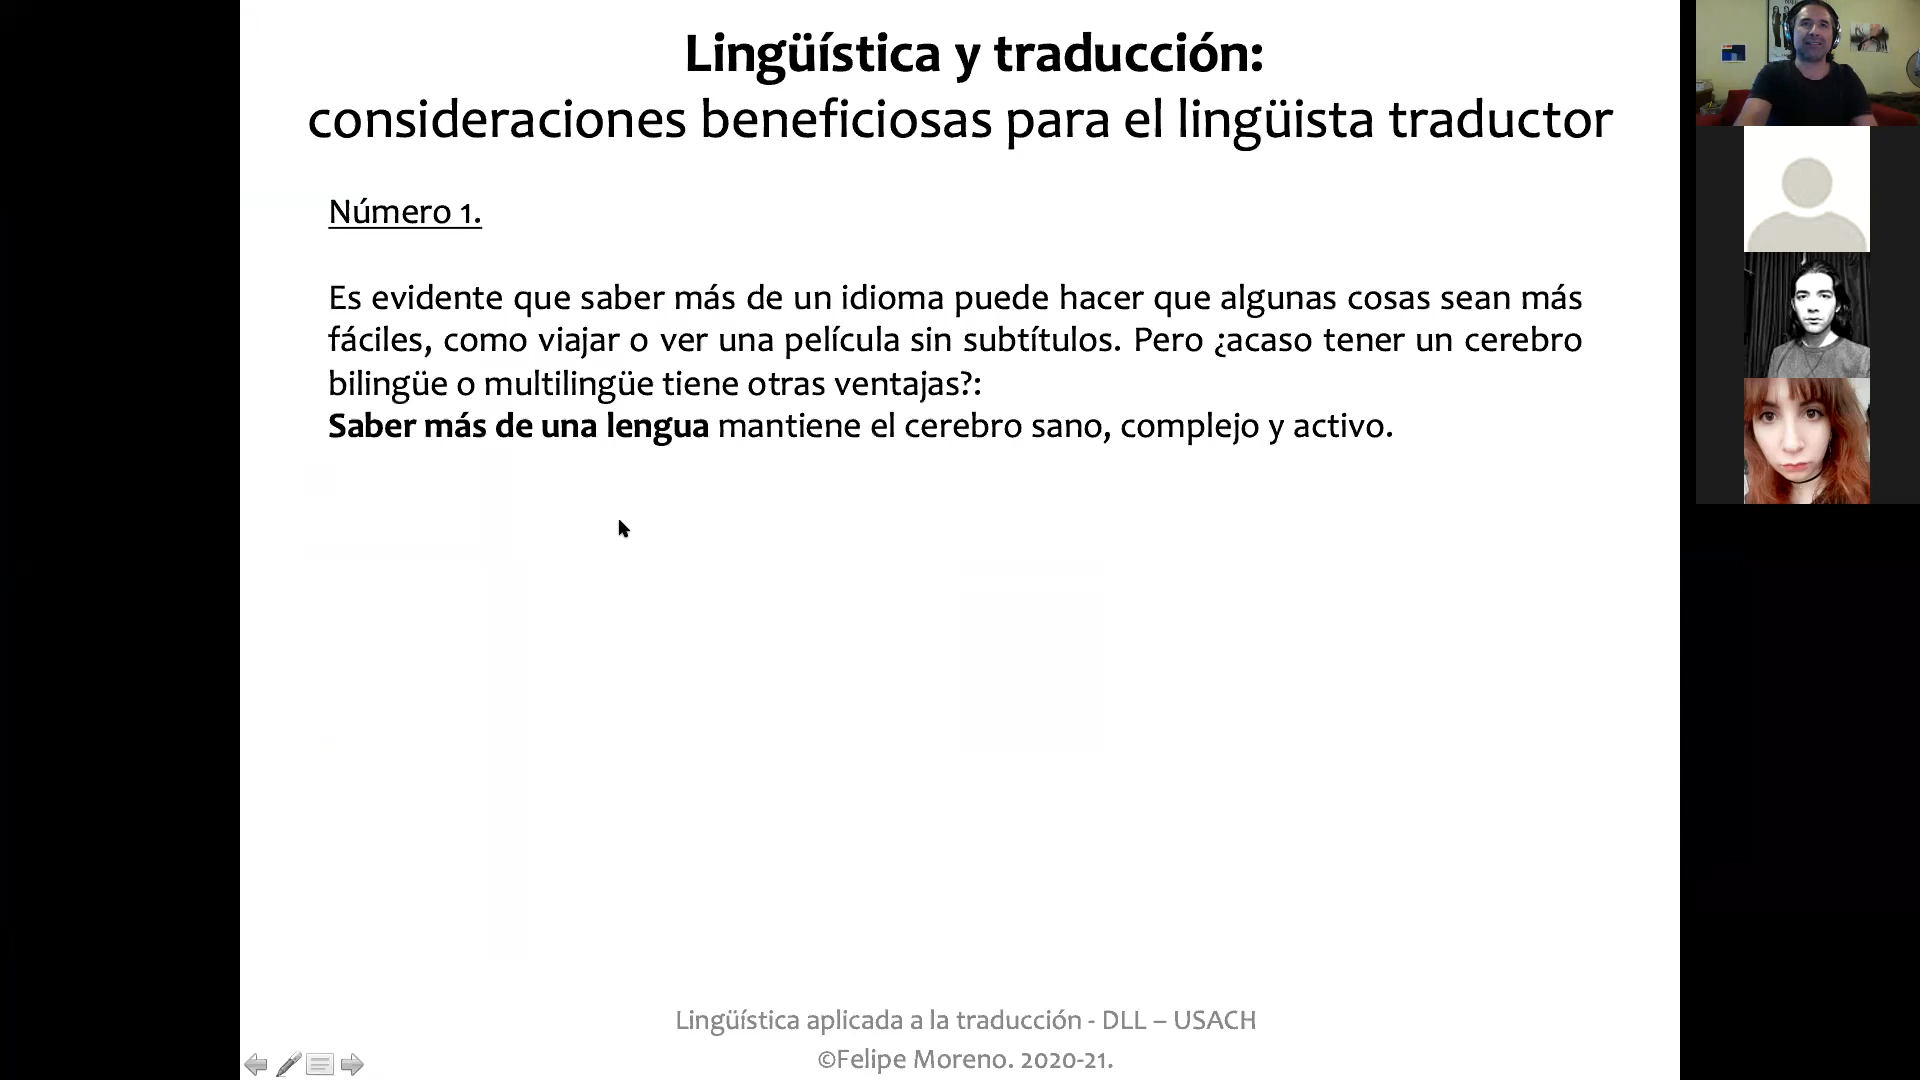 Lingüística y traducción:
consideraciones beneficiosas para el lingüista traductor
Número 1.
Es evidente que saber más de un idioma puede hacer que algunas cosas sean más
fáciles, como viajar o ver una película sin subtítulos. Pero ¿acaso tener un cerebro
bilingüe o multilingüe tiene otras ventajas?:
Saber más de una lengua mantiene el cerebro sano, complejo y activo.
Lingüística aplicada a la traducción - DLL – USACH
©Felipe Moreno. 2020-21.